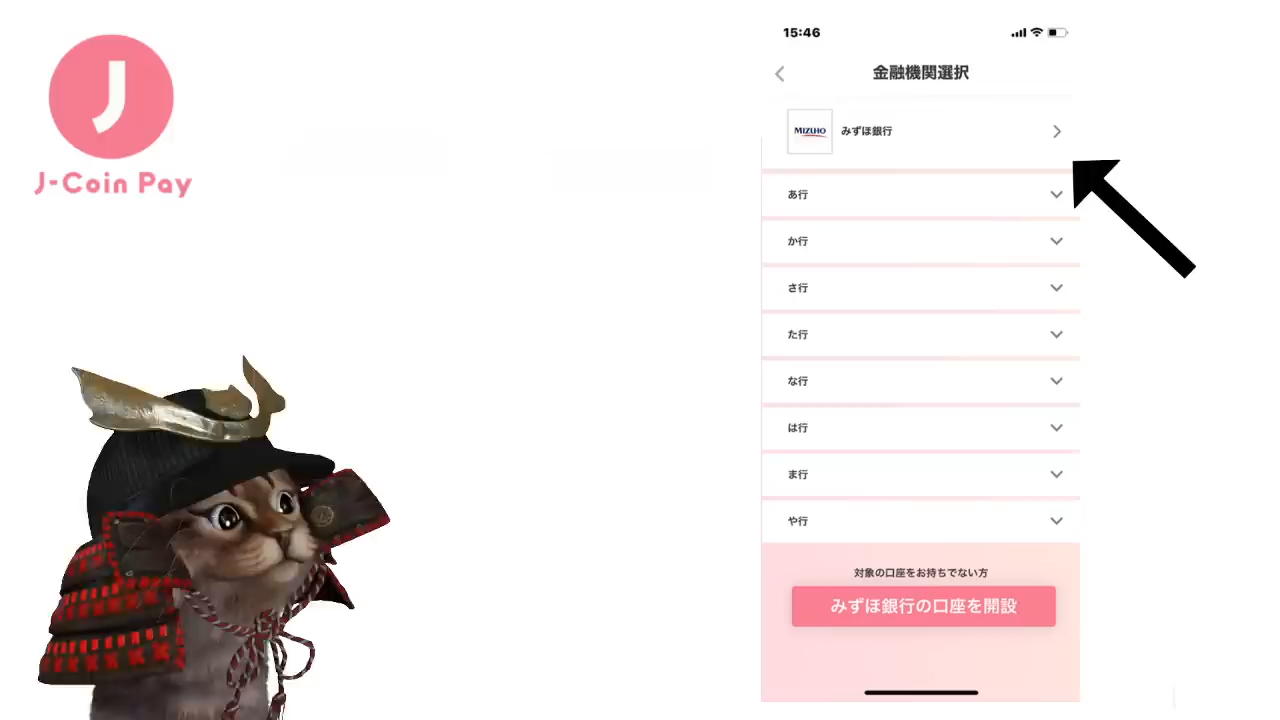 J
J-Coin Pay
15:46
金融機関選択
MIZUHO
みずほ銀行
あ行
か行
さ行
た行
な行
は行
ま行
や行
対象の口座をお持ちでない方
みずほ銀行の口座を開設